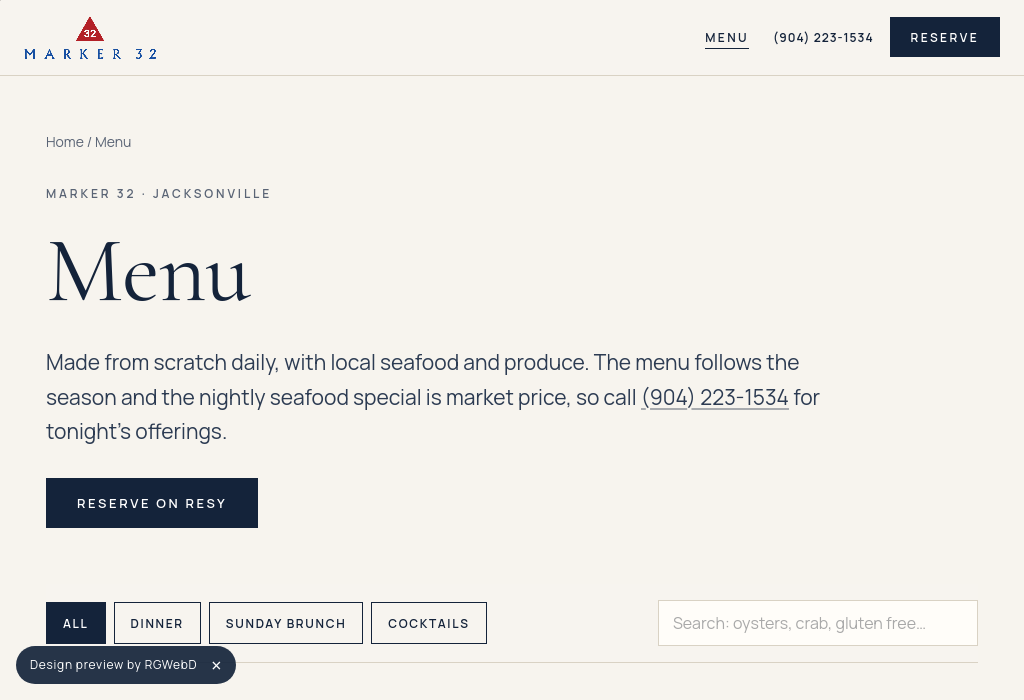 32
MARKER 32
MENU
(904) 223-1534
RESERVE
Home / Menu
MARKER 32 · JACKSONVILLE
Menu
Made from scratch daily, with local seafood and produce. The menu follows the
season and the nightly seafood special is market price, so call (904) 223-1534 for
tonight's offerings.
RESERVE ON RESY
ALL
DINNER
SUNDAY BRUNCH
COCKTAILS
Search: oysters, crab, gluten free...
Design preview by RGWebD ×